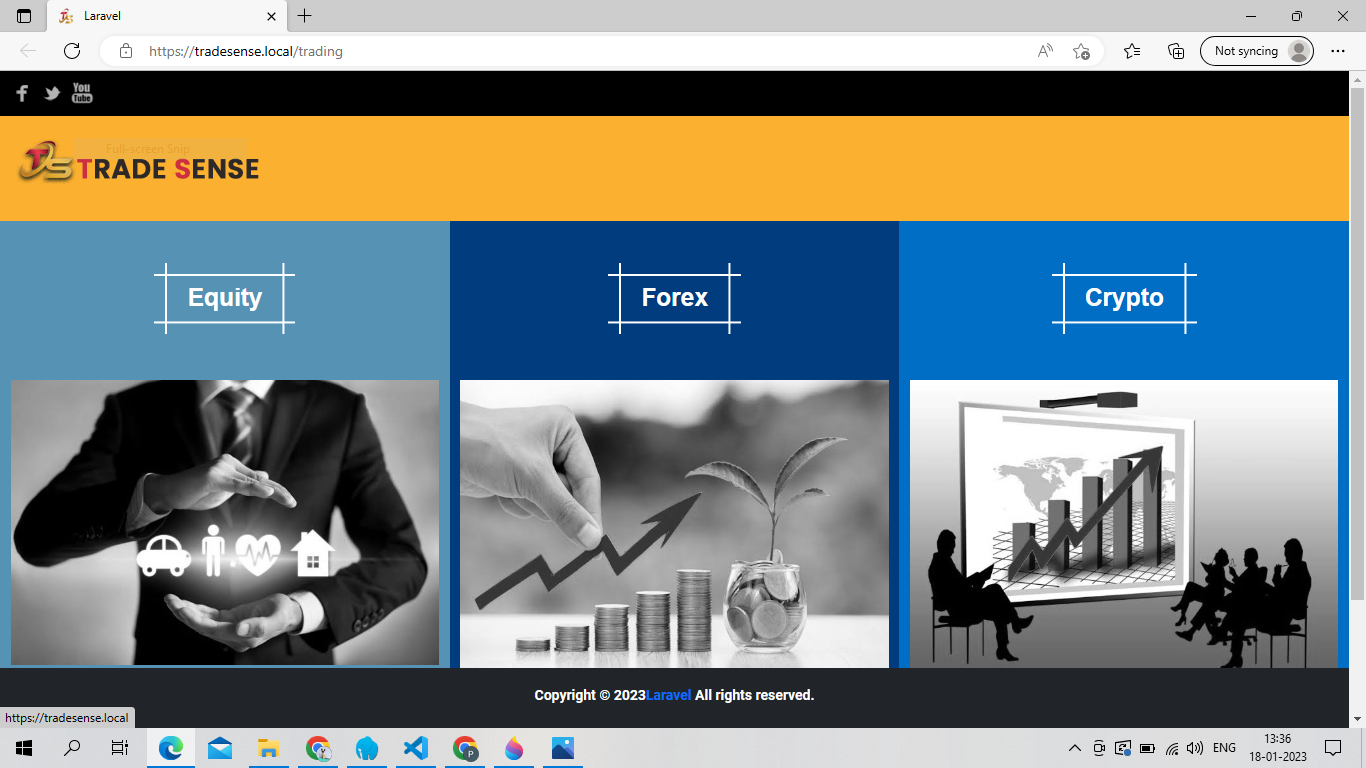 Laravel
https://tradesense.local/trading
Not syncing
You
Tube
Full-screen Snip
TRADE SENSE
Equity
Forex
Crypto
Copyright © 2023Laravel All rights reserved.
https://tradesense.local
ENG
13:36
18-01-2023